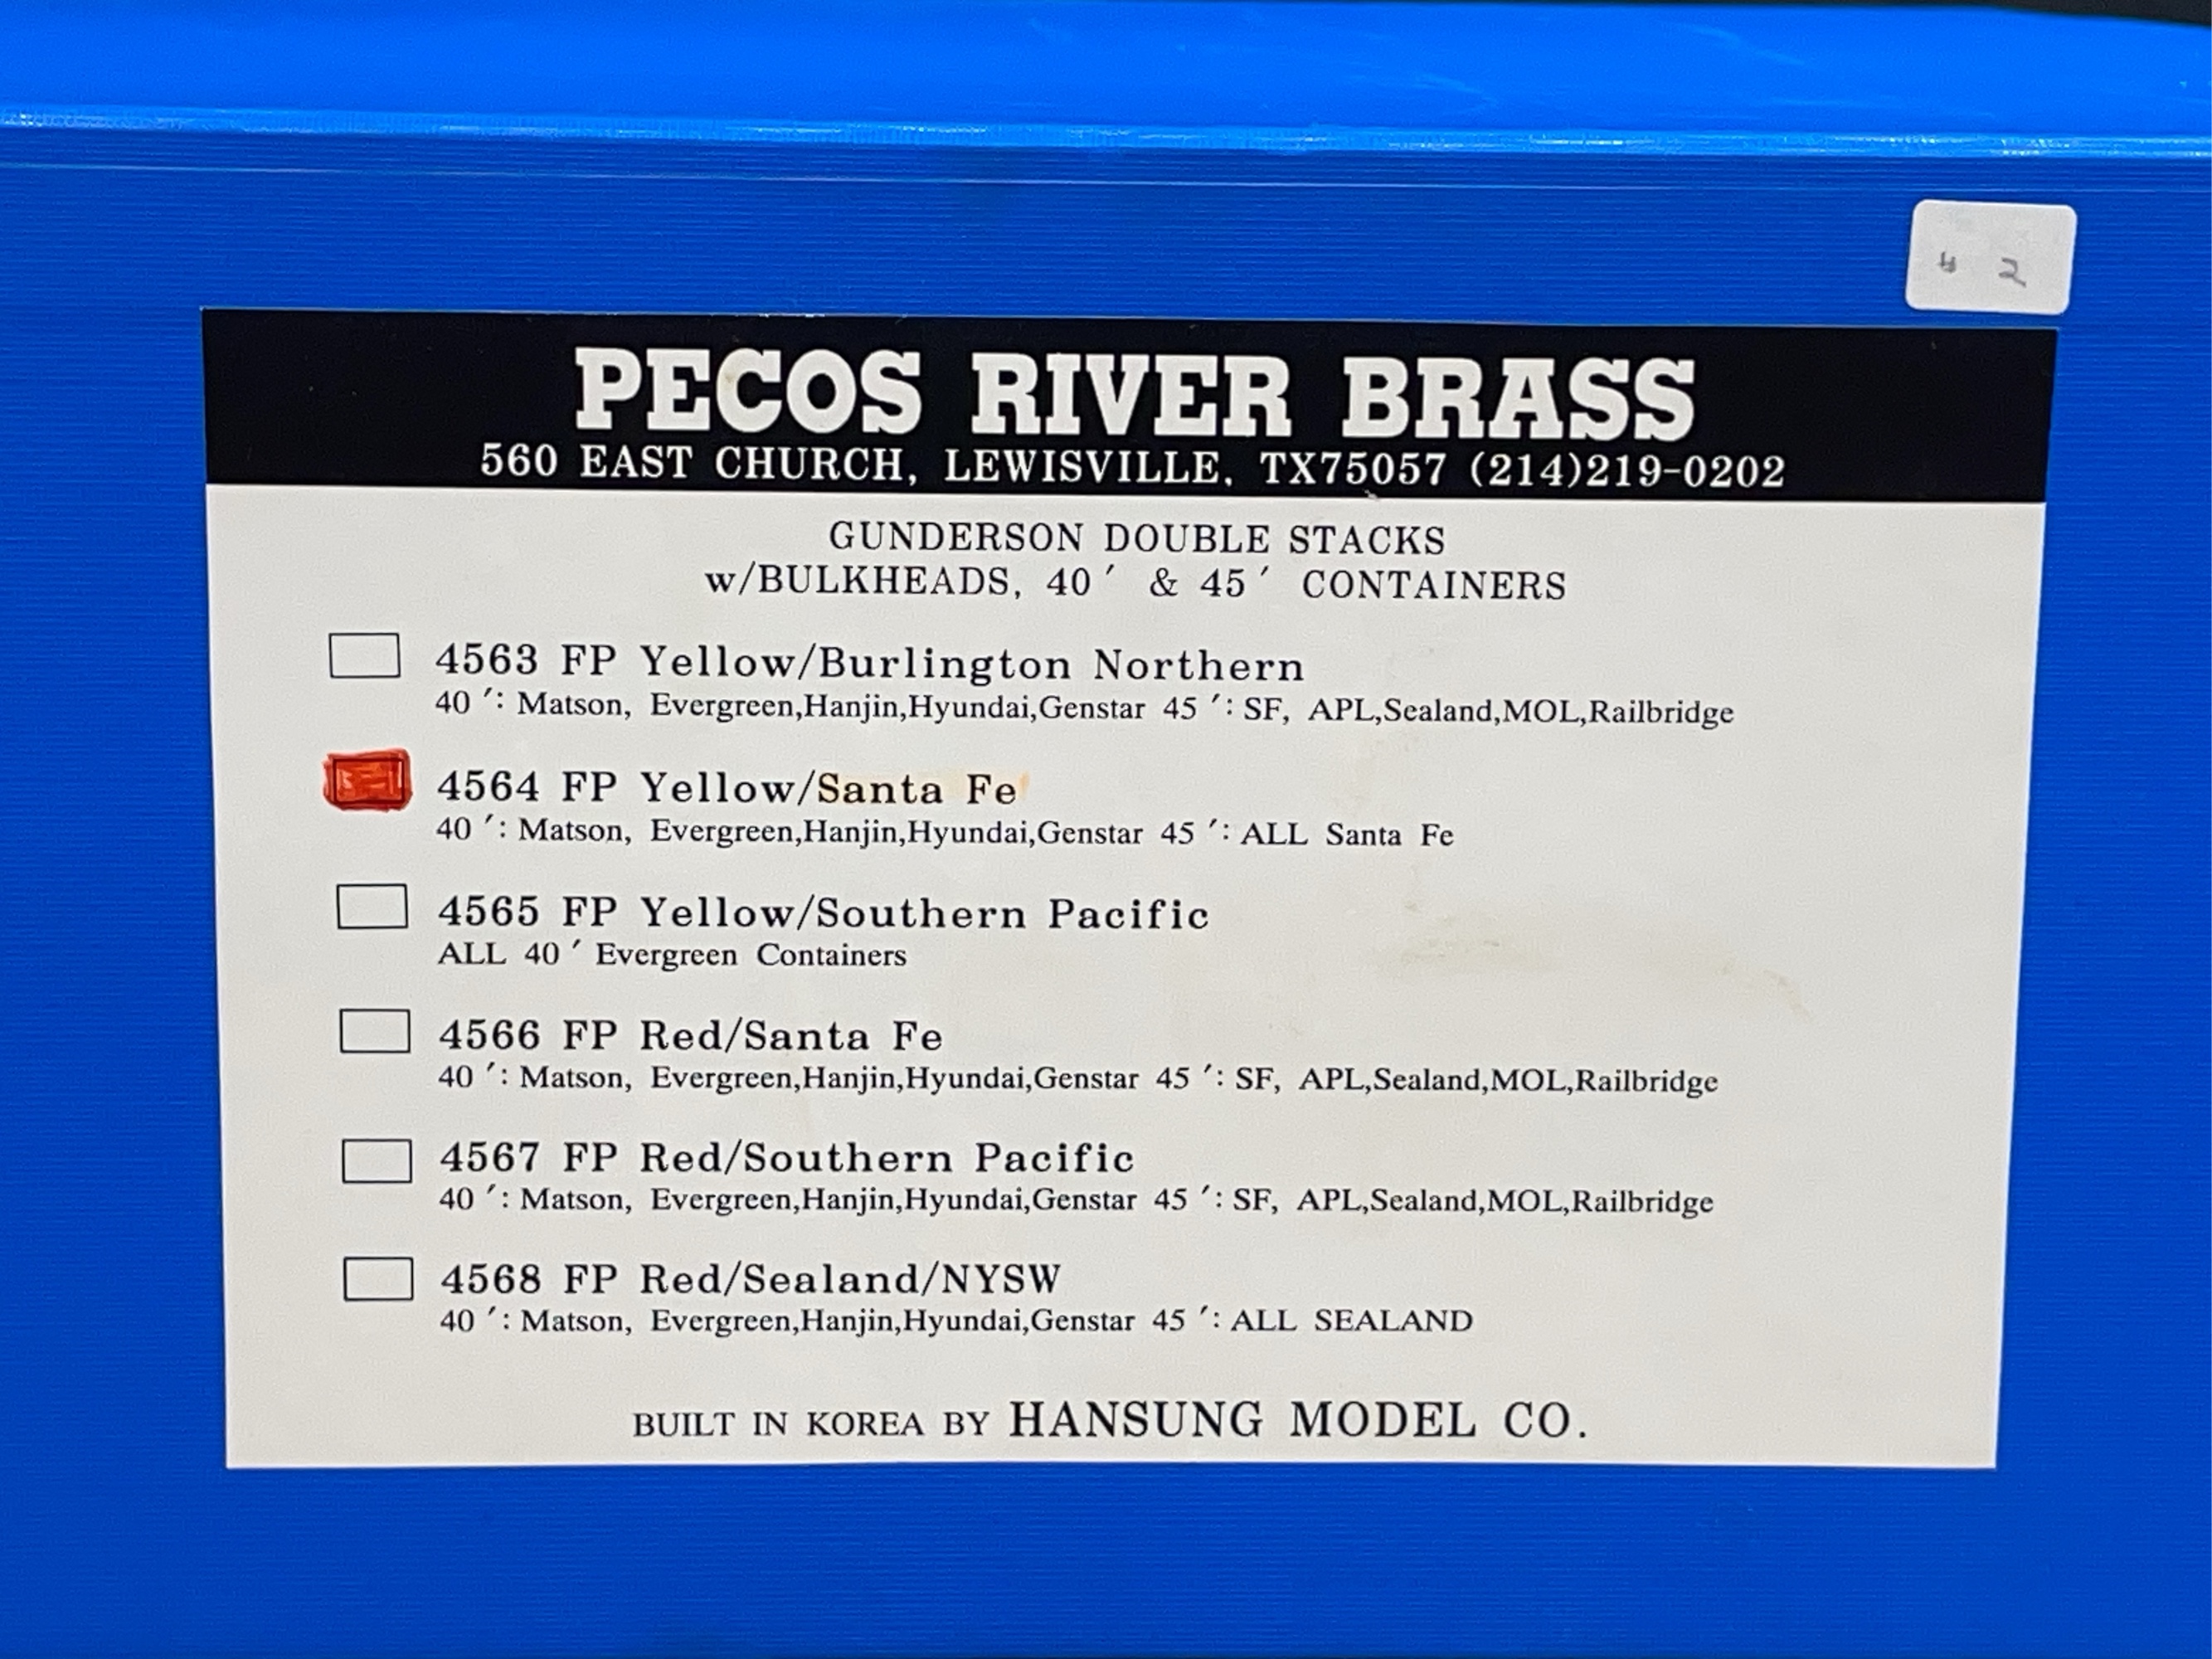 # 2
PECOS RIVER BRASS
560 EAST CHURCH, LEWISVILLE, TX75057 (214)219-0202
GUNDERSON DOUBLE STACKS
w/BULKHEADS, 40′ & 45′ CONTAINERS
4563 FP Yellow/Burlington Northern
40′: Matson, Evergreen,Hanjin,Hyundai,Genstar 45′: SF, APL,Sealand,MOL,Railbridge
4564 FP Yellow/Santa Fe
40′: Matson, Evergreen,Hanjin,Hyundai,Genstar 45′: ALL Santa Fe
4565 FP Yellow/Southern Pacific
ALL 40′ Evergreen Containers
4566 FP Red/Santa Fe
40′: Matson, Evergreen,Hanjin,Hyundai,Genstar 45′: SF, APL,Sealand,MOL,Railbridge
4567 FP Red/Southern Pacific
40′: Matson, Evergreen,Hanjin,Hyundai,Genstar 45′: SF, APL,Sealand,MOL,Railbridge
4568 FP Red/Sealand/NYSW
40′: Matson, Evergreen,Hanjin,Hyundai,Genstar 45′: ALL SEALAND
BUILT IN KOREA BY HANSUNG MODEL CO.